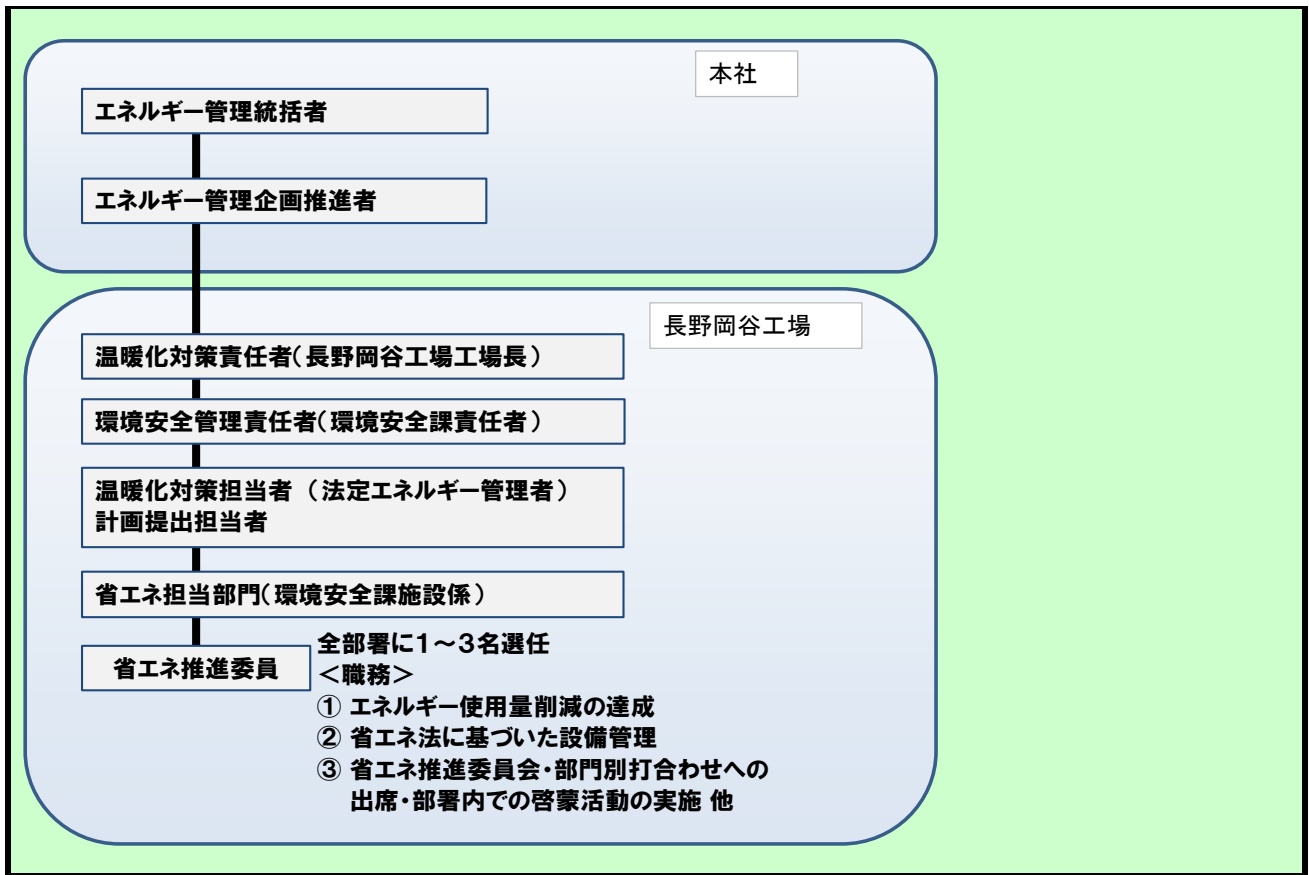 本社
エネルギー管理統括者
エネルギー管理企画推進者
長野岡谷工場
温暖化対策責任者(長野岡谷工場工場長)
環境安全管理責任者(環境安全課責任者)
温暖化対策担当者 (法定エネルギー管理者)
計画提出担当者
省エネ担当部門(環境安全課施設係)
省エネ推進委員
全部署に1~3名選任
<職務>
① エネルギー使用量削減の達成
② 省エネ法に基づいた設備管理
③ 省エネ推進委員会・部門別打合わせへの
出席・部署内での啓蒙活動の実施 他